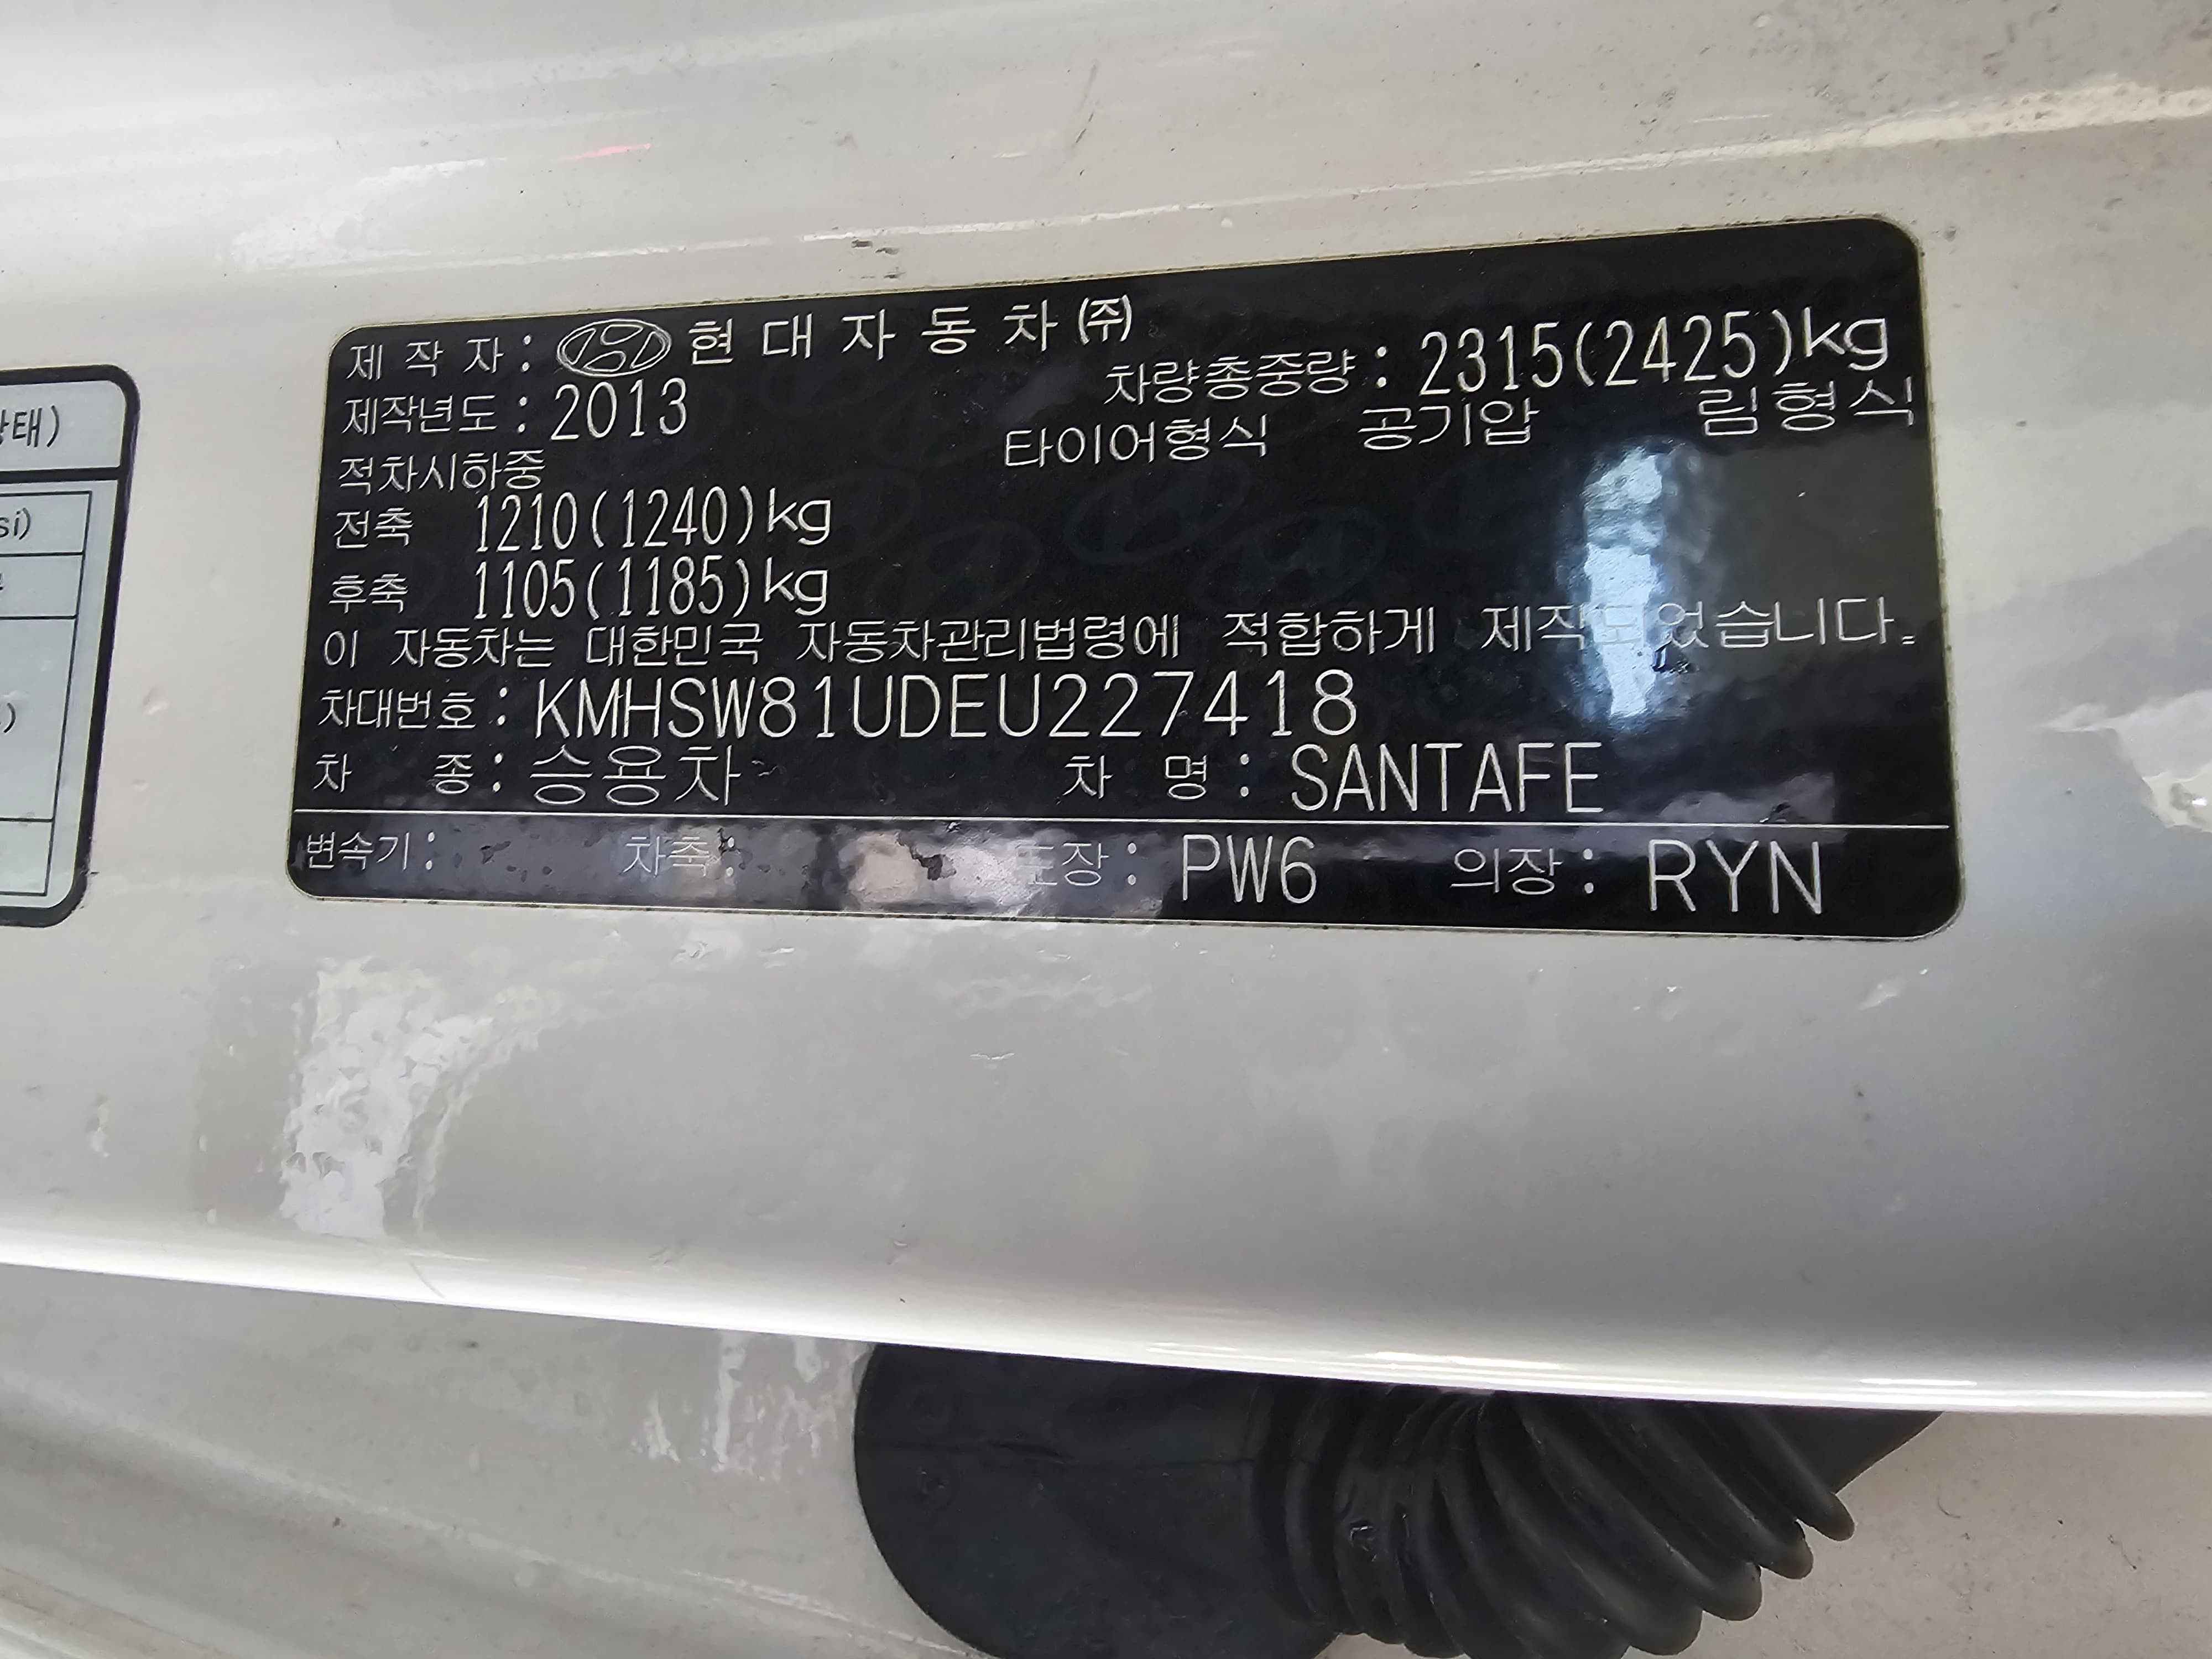 제 작 자 : 현 대 자 동 차 ㈜
제작년도 : 2013
차량총중량 : 2315(2425)kg
타이어형식 공기압 림형식
적차시하중
전축 1210(1240)kg
후축 1105(1185)kg
이 자동차는 대한민국 자동차관리법령에 적합하게 제작되었습니다.
차대번호 : KMHSW81UDEU227418
차 종 : 승용차 차 명 : SANTAFE
변속기 : 차축 : 도장 : PW6 의장 : RYN
태)
si)
)